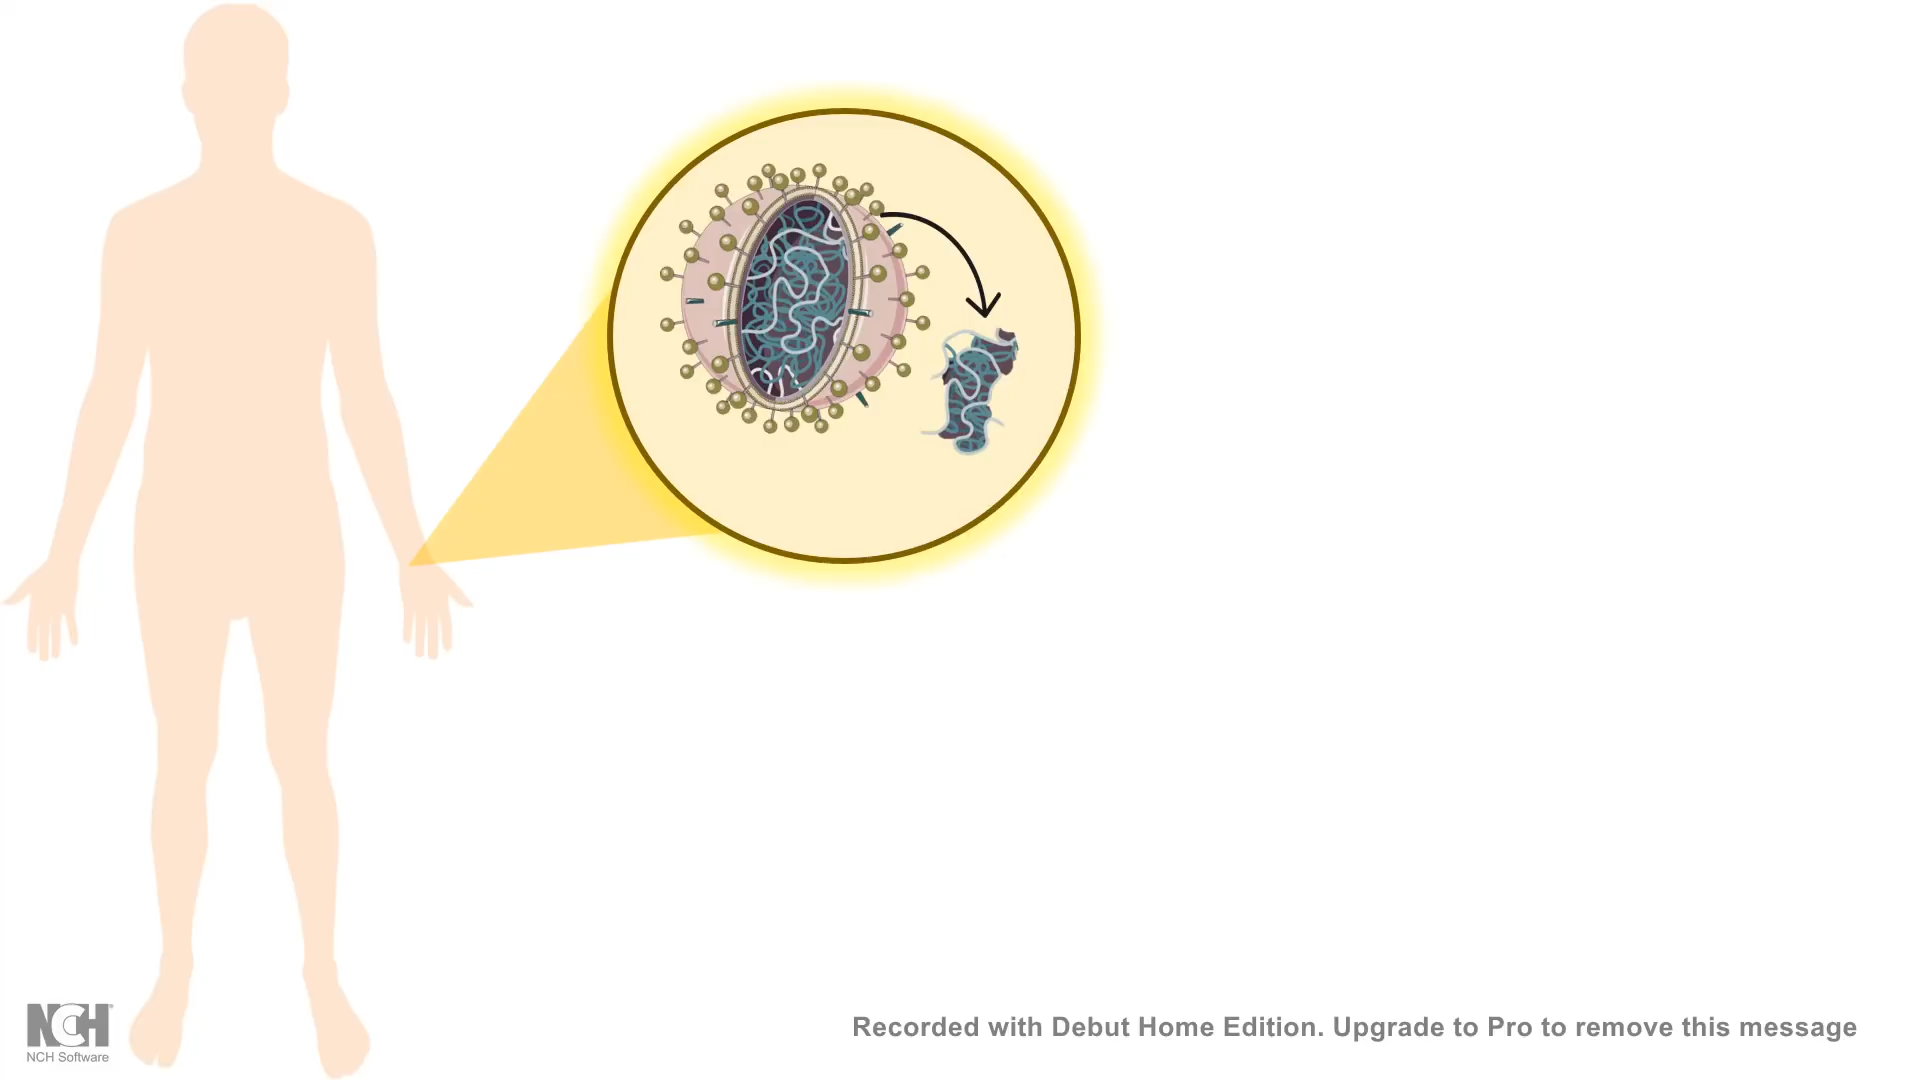 NCH
NCH Software
Recorded with Debut Home Edition. Upgrade to Pro to remove this message